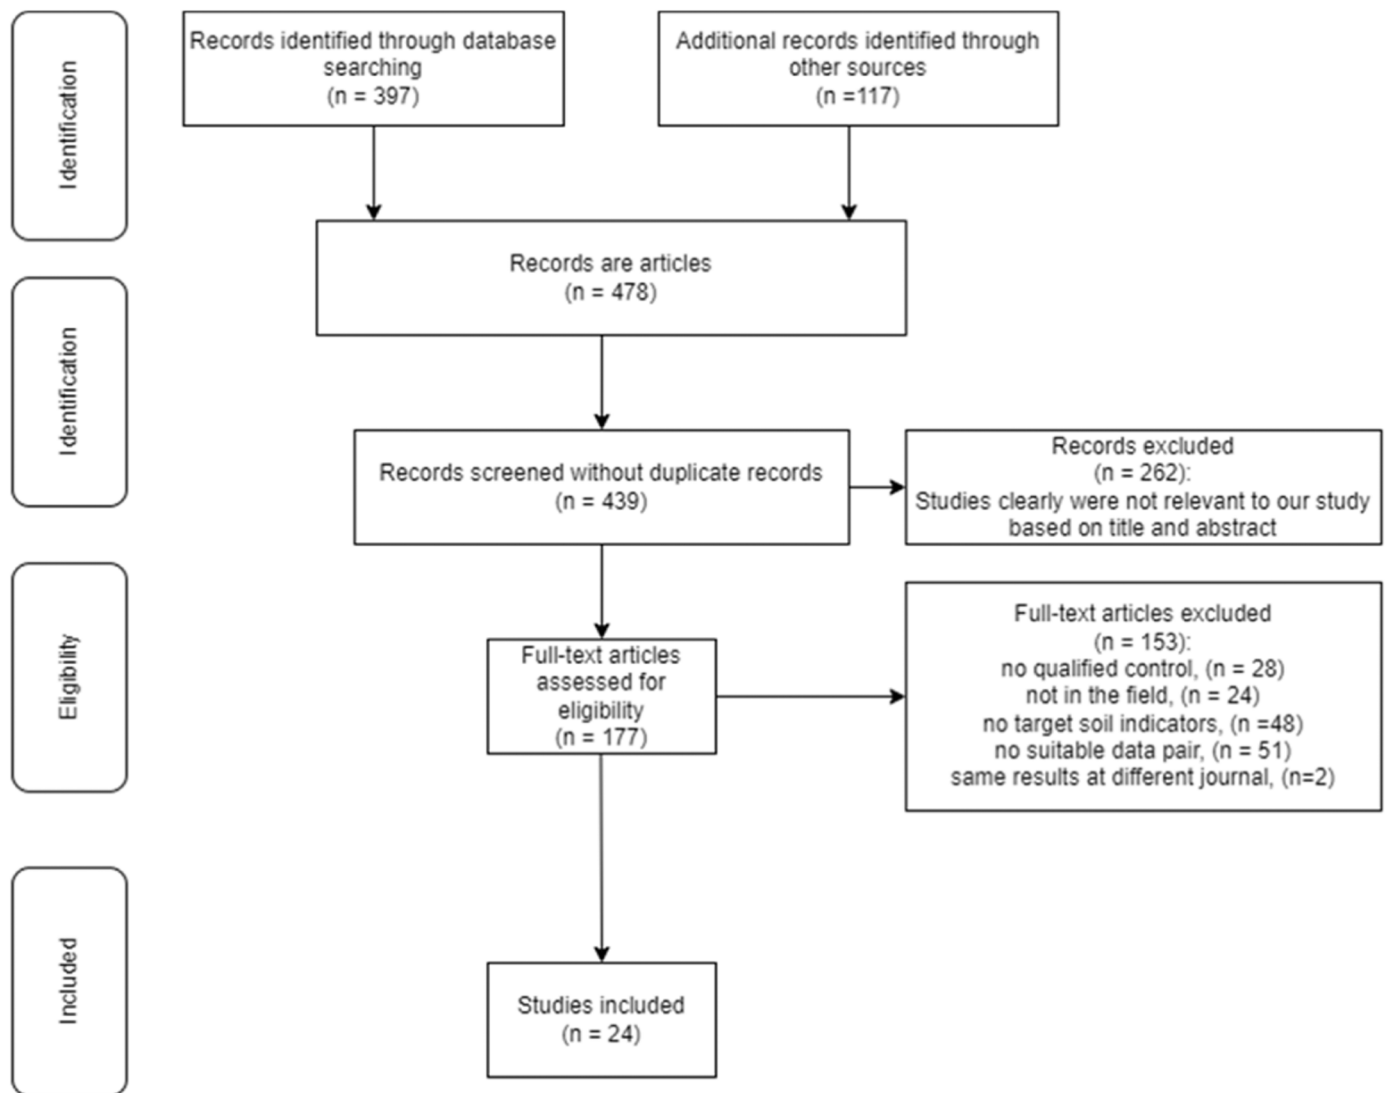 Identification
Records identified through database
searching
(n = 397)
Additional records identified through
other sources
(n =117)
Records are articles
(n = 478)
Identification
Records screened without duplicate records
(n = 439)
Records excluded
(n = 262):
Studies clearly were not relevant to our study
based on title and abstract
Eligibility
Full-text articles
assessed for
eligibility
(n = 177)
Full-text articles excluded
(n = 153):
no qualified control, (n = 28)
not in the field, (n = 24)
no target soil indicators, (n =48)
no suitable data pair, (n = 51)
same results at different journal, (n=2)
Included
Studies included
(n = 24)